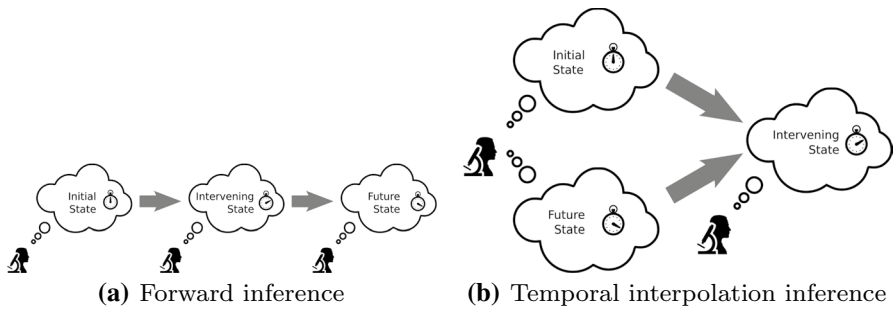 Initial
State
Intervening
State
Future
State
(a) Forward inference
Initial
State
Future
State
Intervening
State
(b) Temporal interpolation inference